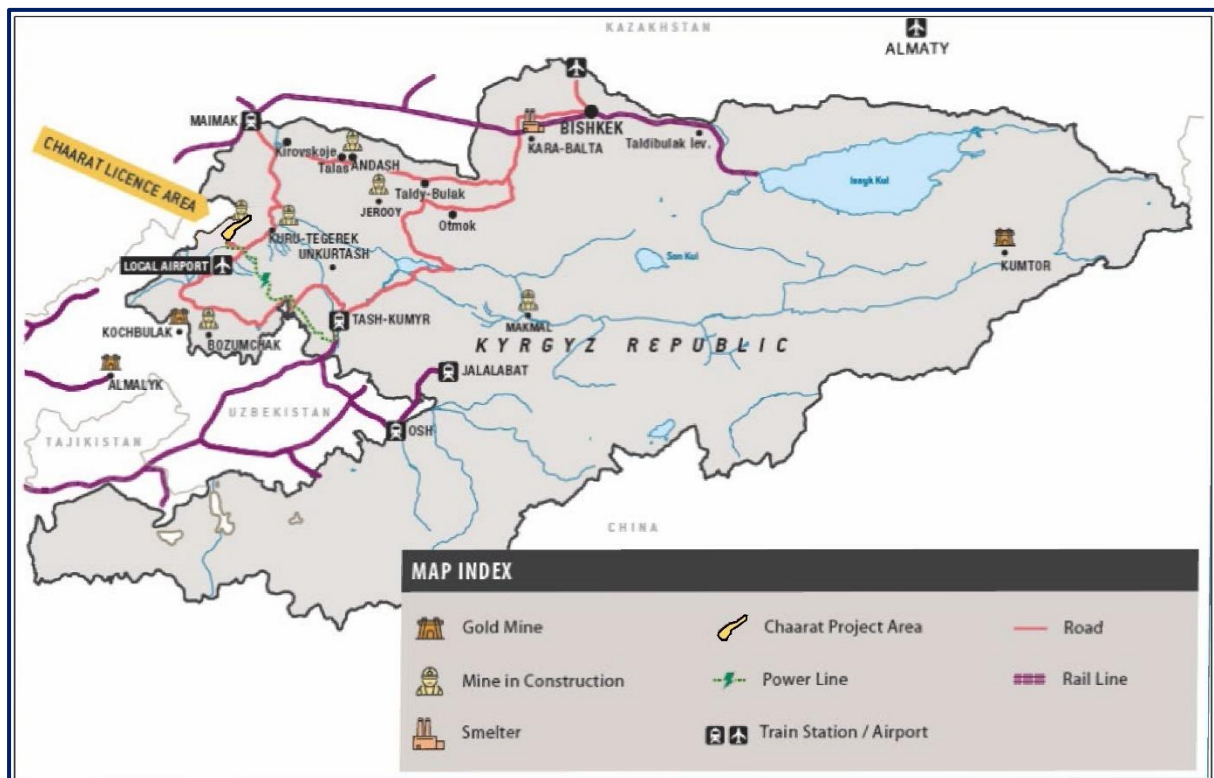 KAZAKHSTAN
ALMATY
MAIMAK
BISHKEK
KARA-BALTA
Taldibulak lev.
Kirovskoje
Talas
ANDASH
CHAARAT LICENCE AREA
Taldy-Bulak
Issyk Kul
JEROOY
Otmok
KURU-TEGEREK
UNKURTASH
Son Kul
KUMTOR
LOCAL AIRPORT
TASH-KUMYR
MAKMAL
KOCHBULAK
BOZUMCHAK
KYRGYZ REPUBLIC
JALALABAT
ALMALYK
UZBEKISTAN
TAJIKISTAN
OSH
CHINA
MAP INDEX
Gold Mine
Chaarat Project Area
Road
Mine in Construction
Power Line
Rail Line
Smelter
Train Station / Airport